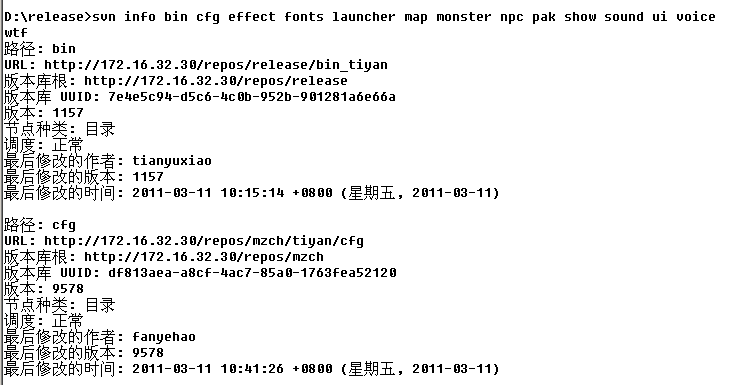 D:\release>svn info bin cfg effect fonts launcher map monster npc pak show sound ui voice
wtf
路径: bin
URL: http://172.16.32.30/repos/release/bin_tiyan
版本库根: http://172.16.32.30/repos/release
版本库 UUID: 7e4e5c94-d5c6-4c0b-952b-901281a6e66a
版本: 1157
节点种类: 目录
调度: 正常
最后修改的作者: tianyuxiao
最后修改的版本: 1157
最后修改的时间: 2011-03-11 10:15:14 +0800 (星期五, 2011-03-11)
路径: cfg
URL: http://172.16.32.30/repos/mzch/tiyan/cfg
版本库根: http://172.16.32.30/repos/mzch
版本库 UUID: df813aea-a8cf-4ac7-85a0-1763fea52120
版本: 9578
节点种类: 目录
调度: 正常
最后修改的作者: fanyehao
最后修改的版本: 9578
最后修改的时间: 2011-03-11 10:41:26 +0800 (星期五, 2011-03-11)